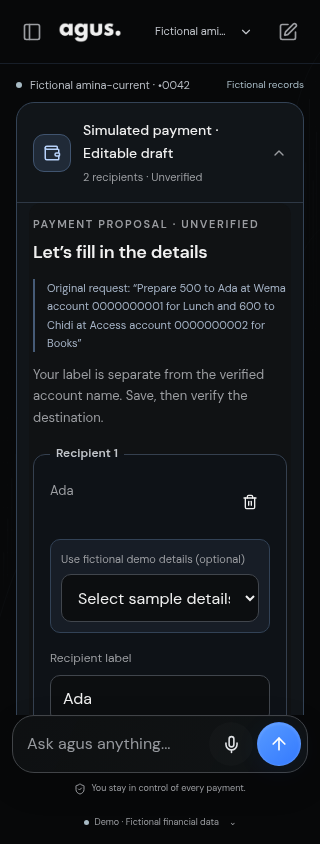 agus.
Fictional ami...
Fictional amina-current · •0042
Fictional records
Simulated payment ·
Editable draft
2 recipients · Unverified
PAYMENT PROPOSAL · UNVERIFIED
Let’s fill in the details
Original request: “Prepare 500 to Ada at Wema
account 0000000001 for Lunch and 600 to
Chidi at Access account 0000000002 for
Books”
Your label is separate from the verified
account name. Save, then verify the
destination.
Recipient 1
Ada
Use fictional demo details (optional)
Select sample details
Recipient label
Ada
Ask agus anything...
You stay in control of every payment.
Demo · Fictional financial data